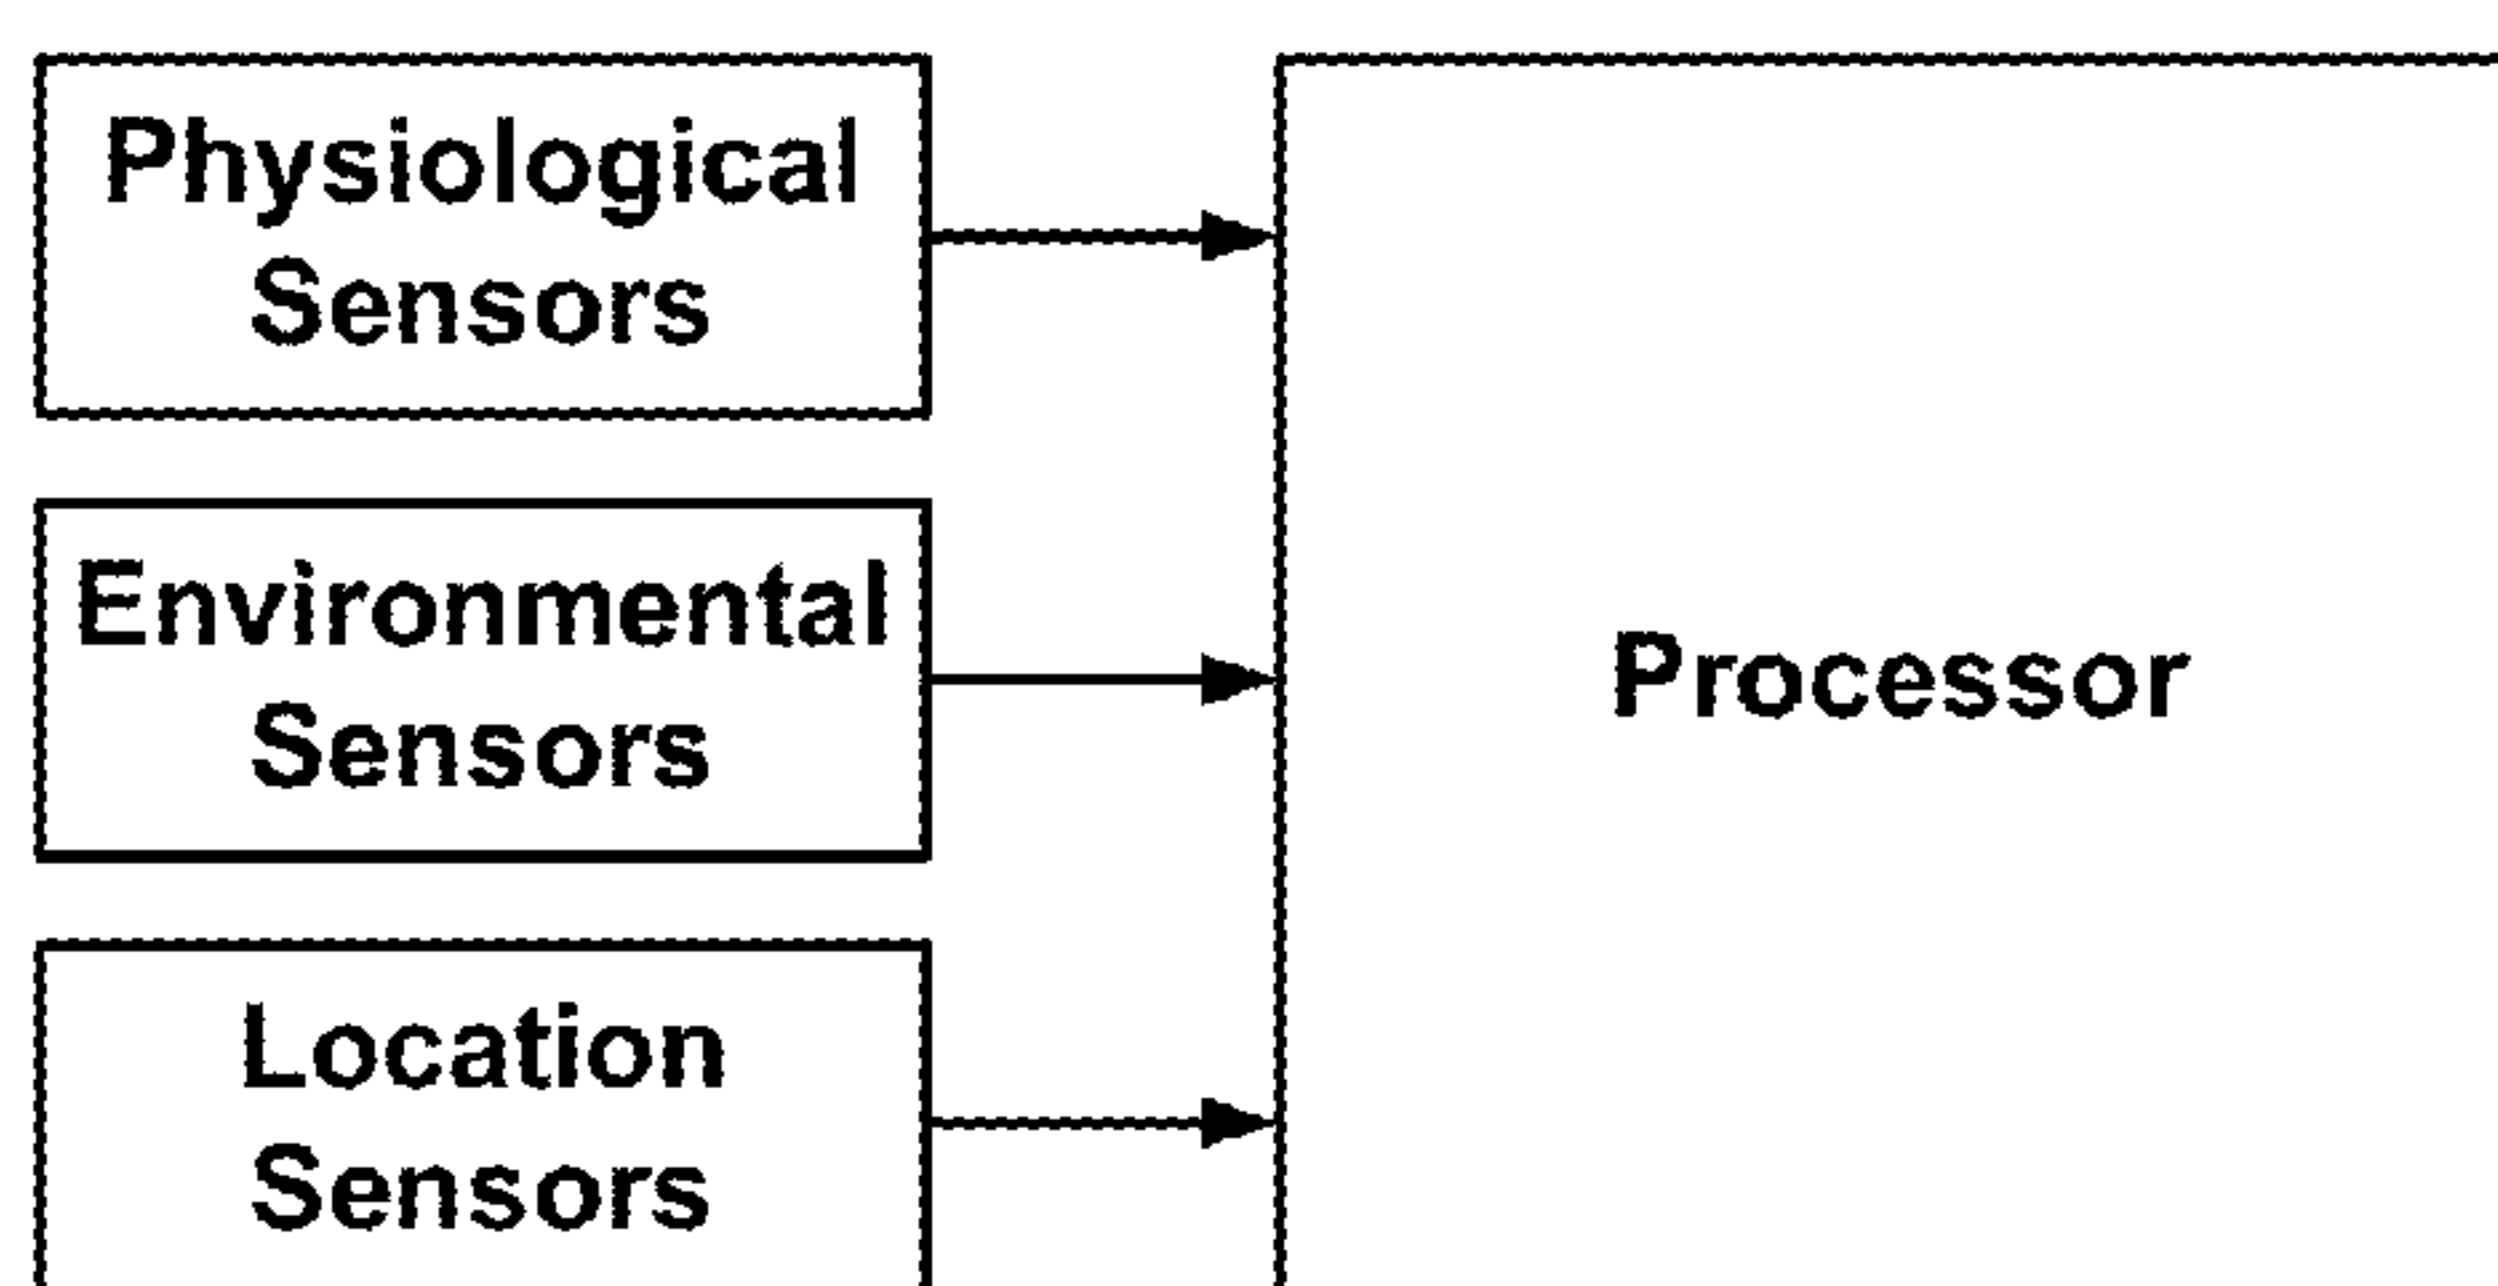 Physiological
Sensors
Environmental
Sensors
Processor
Location
Sensors